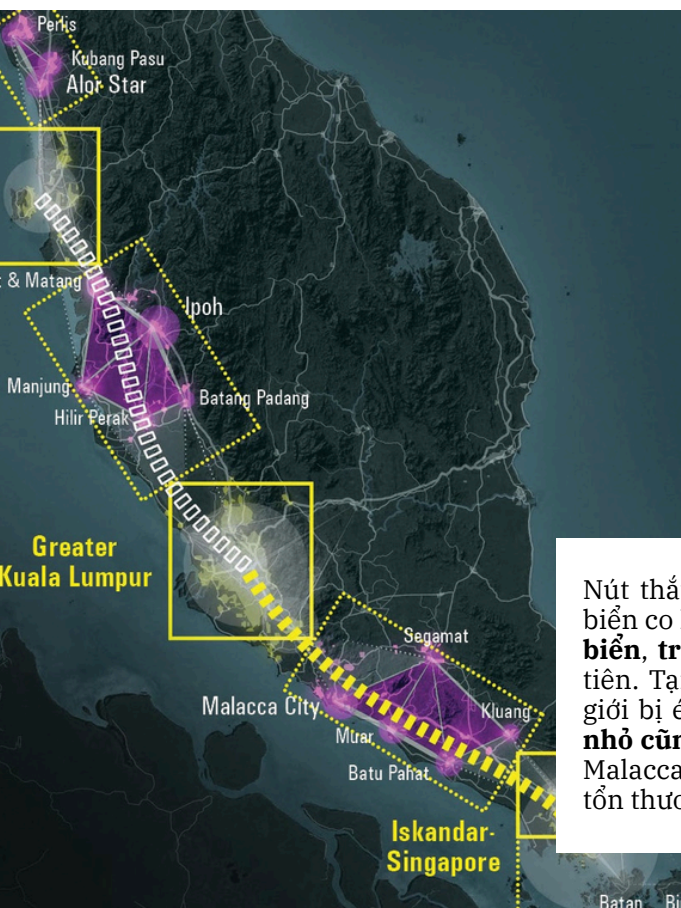 Perlis
Kubang Pasu
Alor Star
& Matang
Ipoh
Manjung
Batang Padang
Hilir Perak
Greater
Kuala Lumpur
Segamat
Malacca City
Kluang
Muar
Batu Pahat
Iskandar-
Singapore
Nút thắ
biển co
biển, tr
tiên. Tạ
giới bị é
nhỏ cũn
Malacca
tổn thươ
Batan Bi